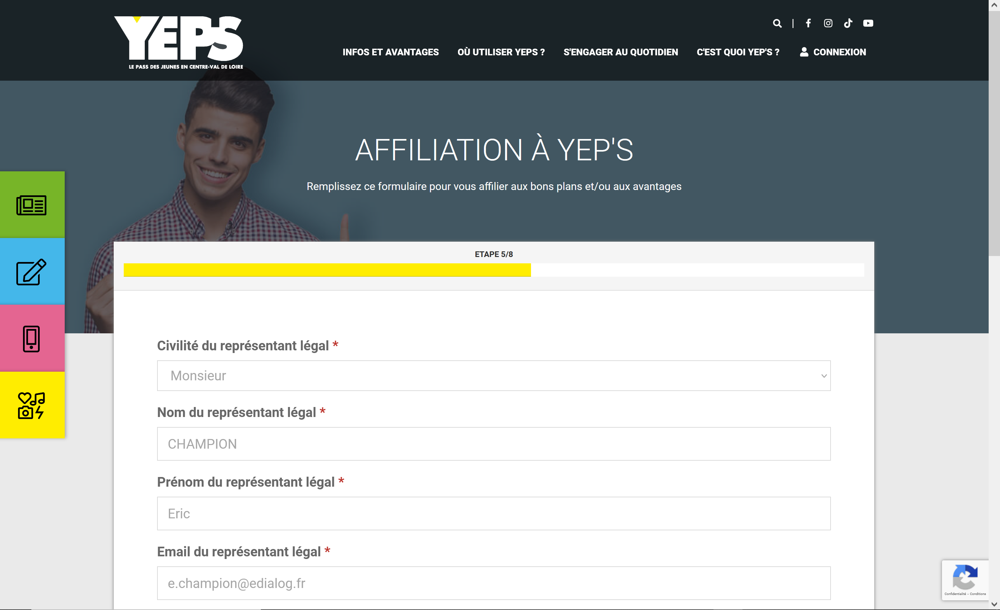 YEPS
LE PASS DES JEUNES EN CENTRE-VAL DE LOIRE
INFOS ET AVANTAGES
OÙ UTILISER YEPS ?
S'ENGAGER AU QUOTIDIEN
C'EST QUOI YEP'S ?
CONNEXION
AFFILIATION À YEP'S
Remplissez ce formulaire pour vous affilier aux bons plans et/ou aux avantages
ETAPE 5/8
Civilité du représentant légal *
Monsieur
Nom du représentant légal *
CHAMPION
Prénom du représentant légal *
Eric
Email du représentant légal *
e.champion@edialog.fr
Confidentialité - Conditions